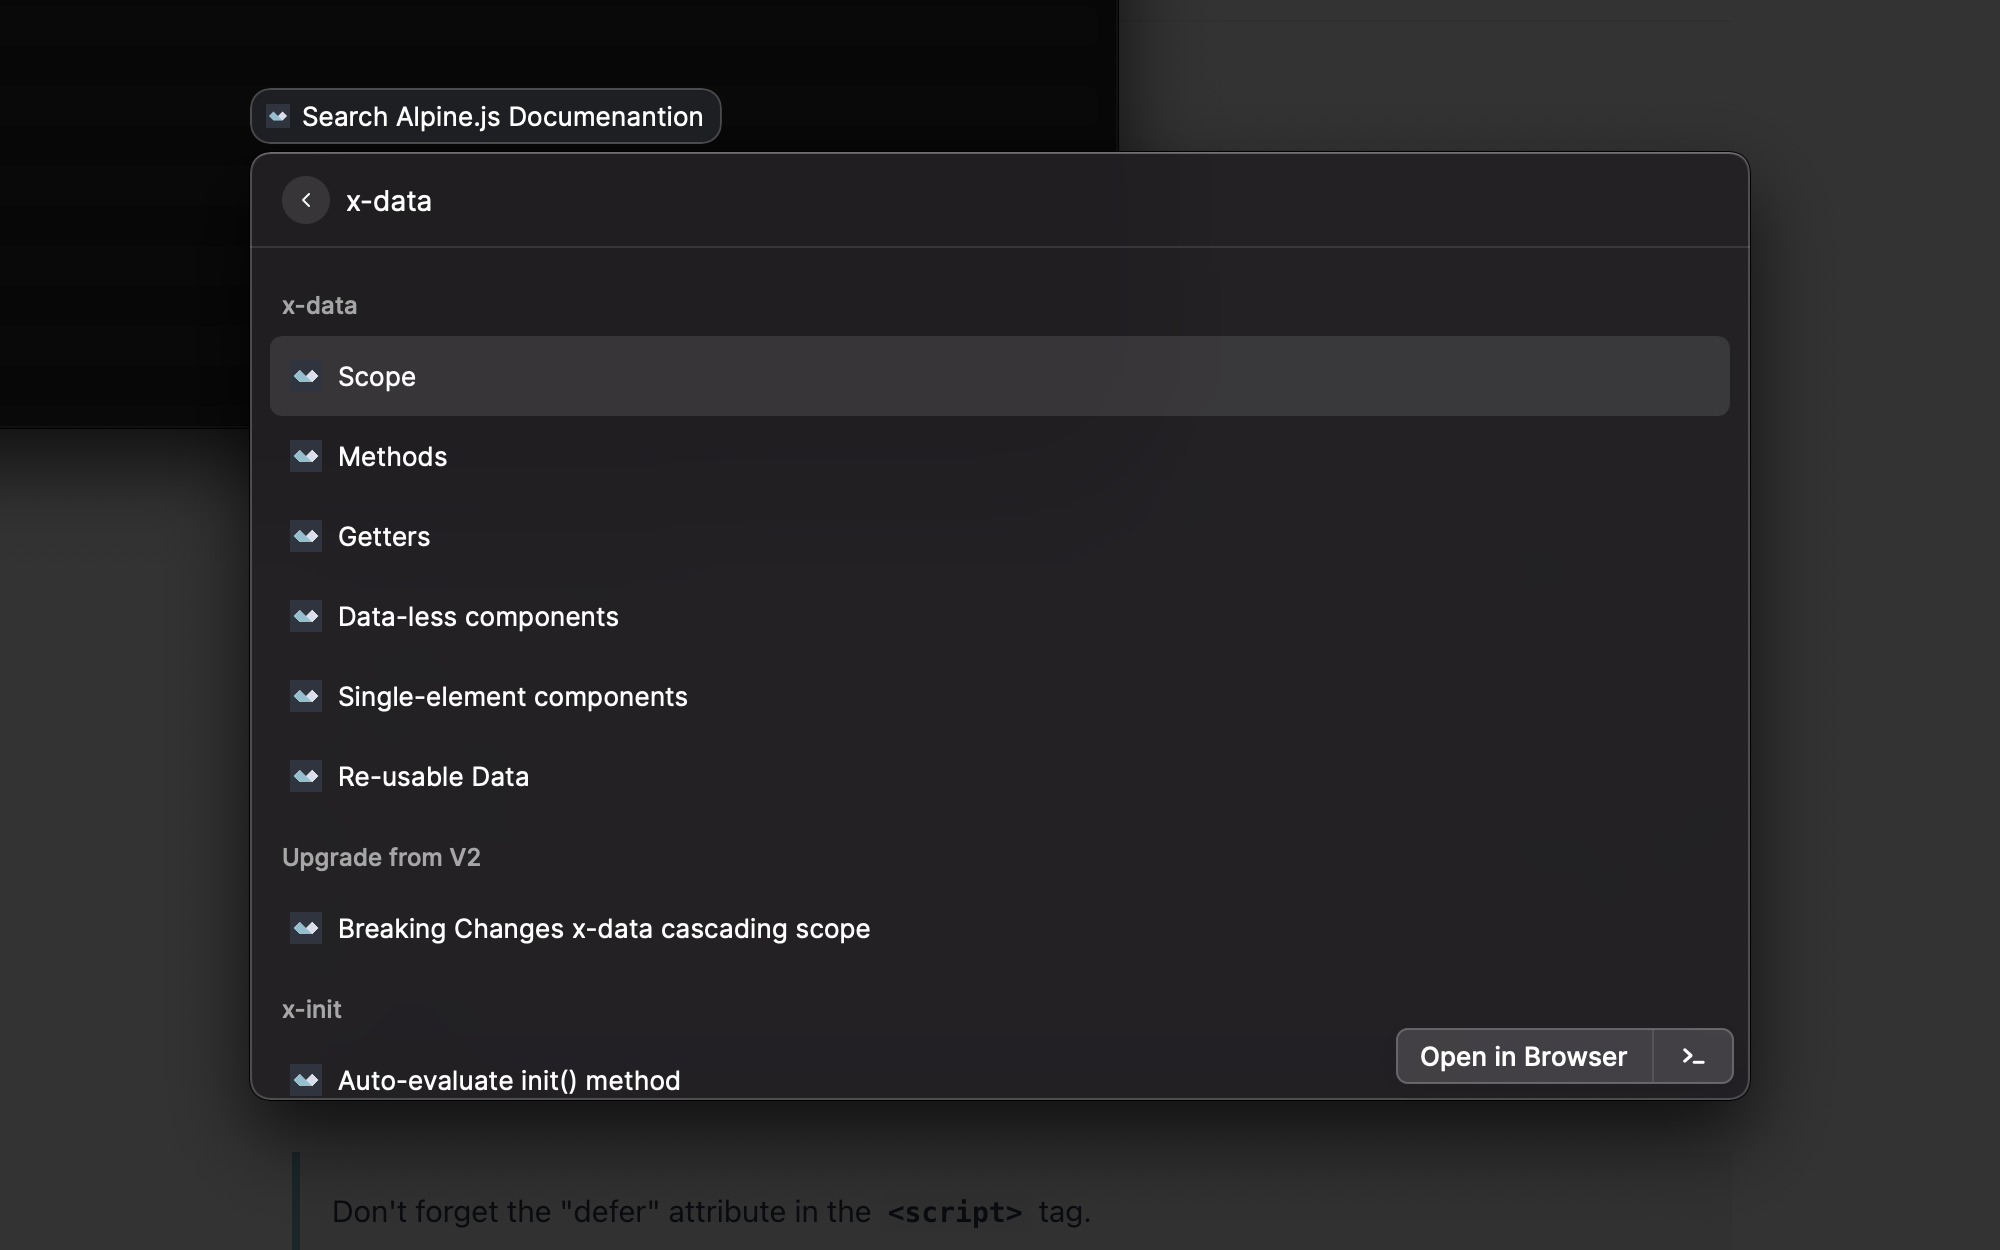 Search Alpine.js Documenantion
x-data
x-data
Scope
Methods
Getters
Data-less components
Single-element components
Re-usable Data
Upgrade from V2
Breaking Changes x-data cascading scope
x-init
Auto-evaluate init() method
Open in Browser
>_
Don't forget the "defer" attribute in the <script> tag.